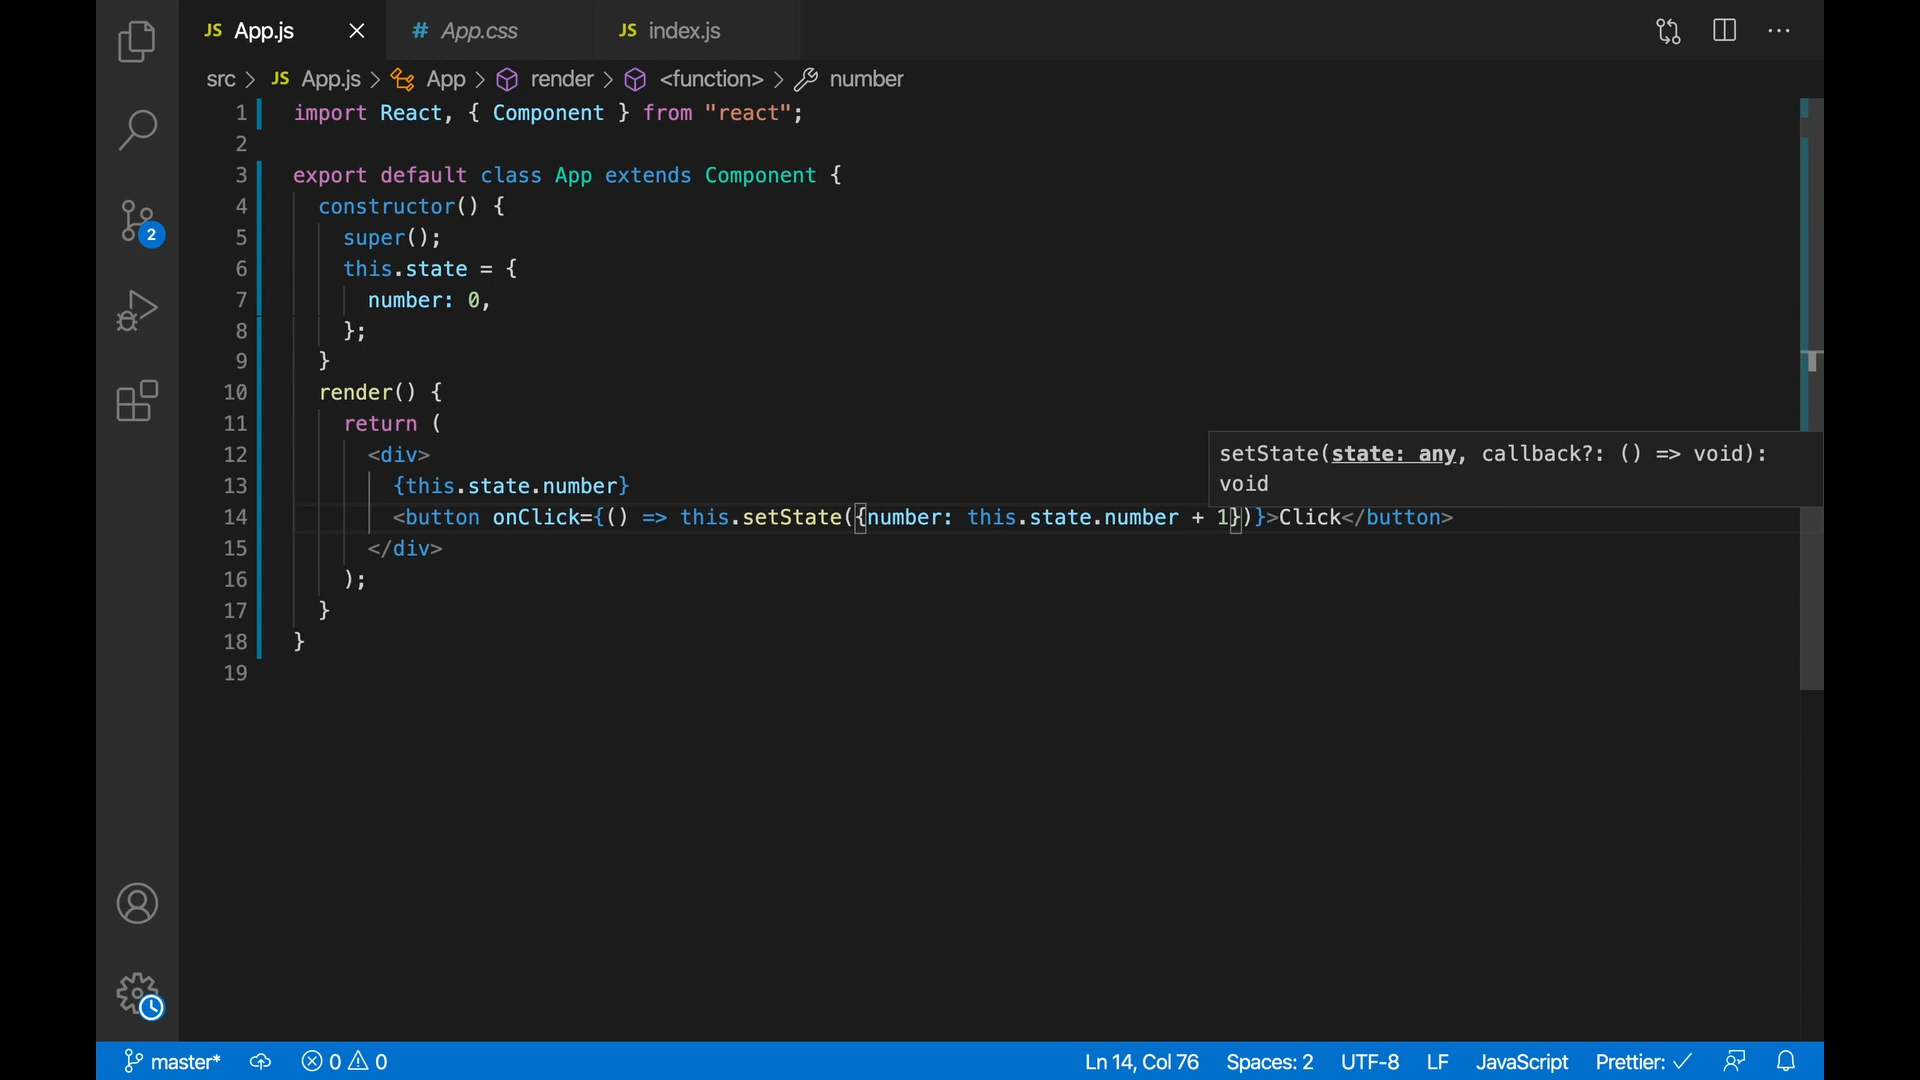 JS App.js
# App.css
JS index.js
src > JS App.js > App > render > <function> > number
1 import React, { Component } from "react";
2
3 export default class App extends Component {
4 constructor() {
5 super();
6 this.state = {
7 number: 0,
8 };
9 }
10 render() {
11 return (
12 <div>
setState(state: any, callback?: () => void):
void
13 {this.state.number}
14 <button onClick={() => this.setState({number: this.state.number + 1})}>Click</button>
15 </div>
16 );
17 }
18 }
19
2
master* 0 0 Ln 14, Col 76 Spaces: 2 UTF-8 LF JavaScript Prettier: ✓